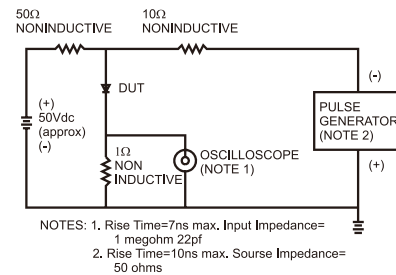 50Ω
NONINDUCTIVE
10Ω
NONINDUCTIVE
(+)
50Vdc
(approx)
(-)
DUT
1Ω
NON
INDUCTIVE
OSCILLOSCOPE
(NOTE 1)
(-)
PULSE
GENERATOR
(NOTE 2)
(+)
NOTES: 1. Rise Time=7ns max. Input Impedance=
1 megohm 22pf
2. Rise Time=10ns max. Sourse Impedance=
50 ohms